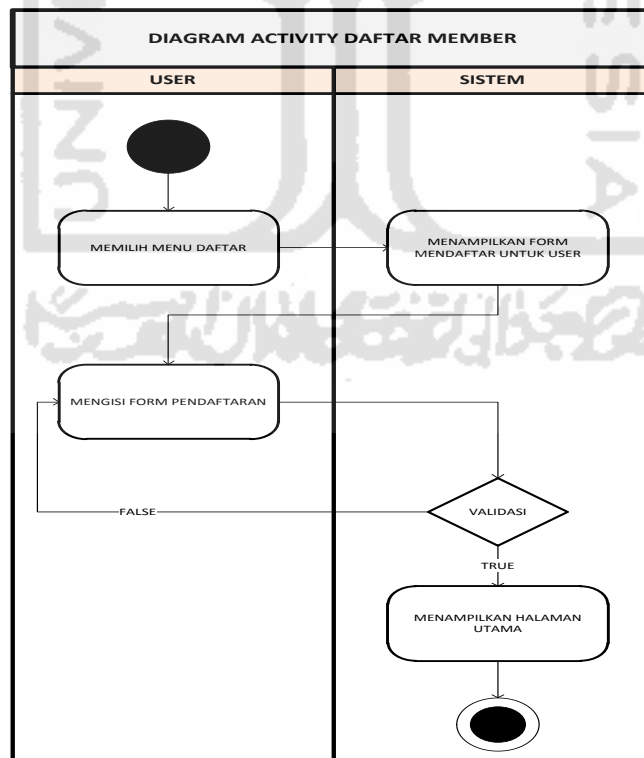 DIAGRAM ACTIVITY DAFTAR MEMBER
USER
SISTEM
MEMILIH MENU DAFTAR
MENAMPILKAN FORM
MENDAFTAR UNTUK USER
MENGISI FORM PENDAFTARAN
FALSE
VALIDASI
TRUE
MENAMPILKAN HALAMAN
UTAMA